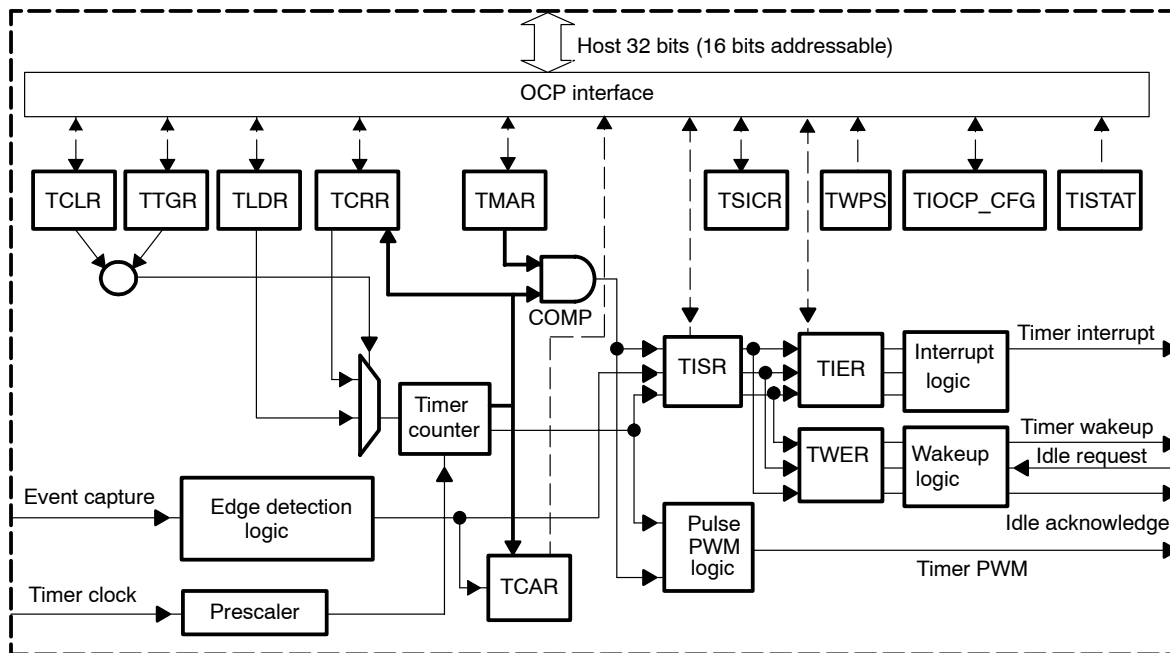 Host 32 bits (16 bits addressable)
OCP interface
TCLR
TTGR
TLDR
TCRR
TMAR
TSICR
TWPS
TIOCP_CFG
TISTAT
COMP
Timer
counter
TISR
TIER
Interrupt
logic
Timer interrupt
TWER
Wakeup
logic
Timer wakeup
Idle request
Idle acknowledge
Event capture
Edge detection
logic
Pulse
PWM
logic
Timer PWM
TCAR
Timer clock
Prescaler